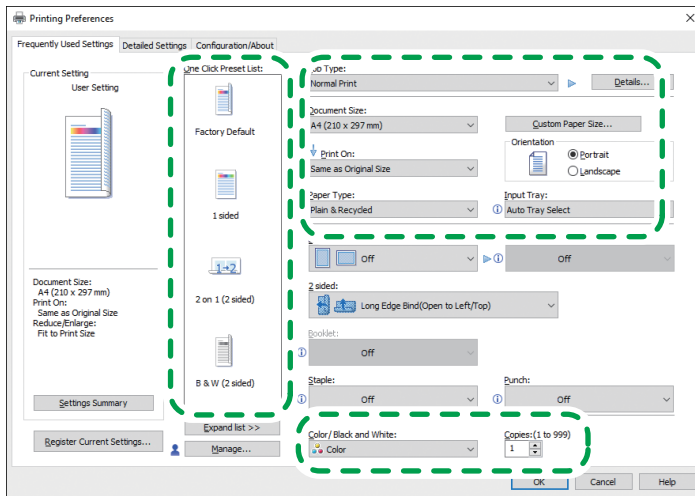 Printing Preferences
Frequently Used Settings
Detailed Settings
Configuration/About
Current Setting
User Setting
Document Size:
A4 (210 x 297 mm)
Print On:
Same as Original Size
Reduce/Enlarge:
Fit to Print Size
Settings Summary
Register Current Settings...
One Click Preset List:
Factory Default
1 sided
1→2
2 on 1 (2 sided)
B & W (2 sided)
Expand list >>
Manage...
Job Type:
Normal Print
Details...
Document Size:
A4 (210 x 297 mm)
Custom Paper Size...
Print On:
Same as Original Size
Orientation
Portrait
Landscape
Paper Type:
Plain & Recycled
Input Tray:
Auto Tray Select
Off
Off
2 sided:
Long Edge Bind(Open to Left/Top)
Booklet:
Off
Staple:
Off
Punch:
Off
Color/ Black and White:
Color
Copies:(1 to 999)
1
OK
Cancel
Help